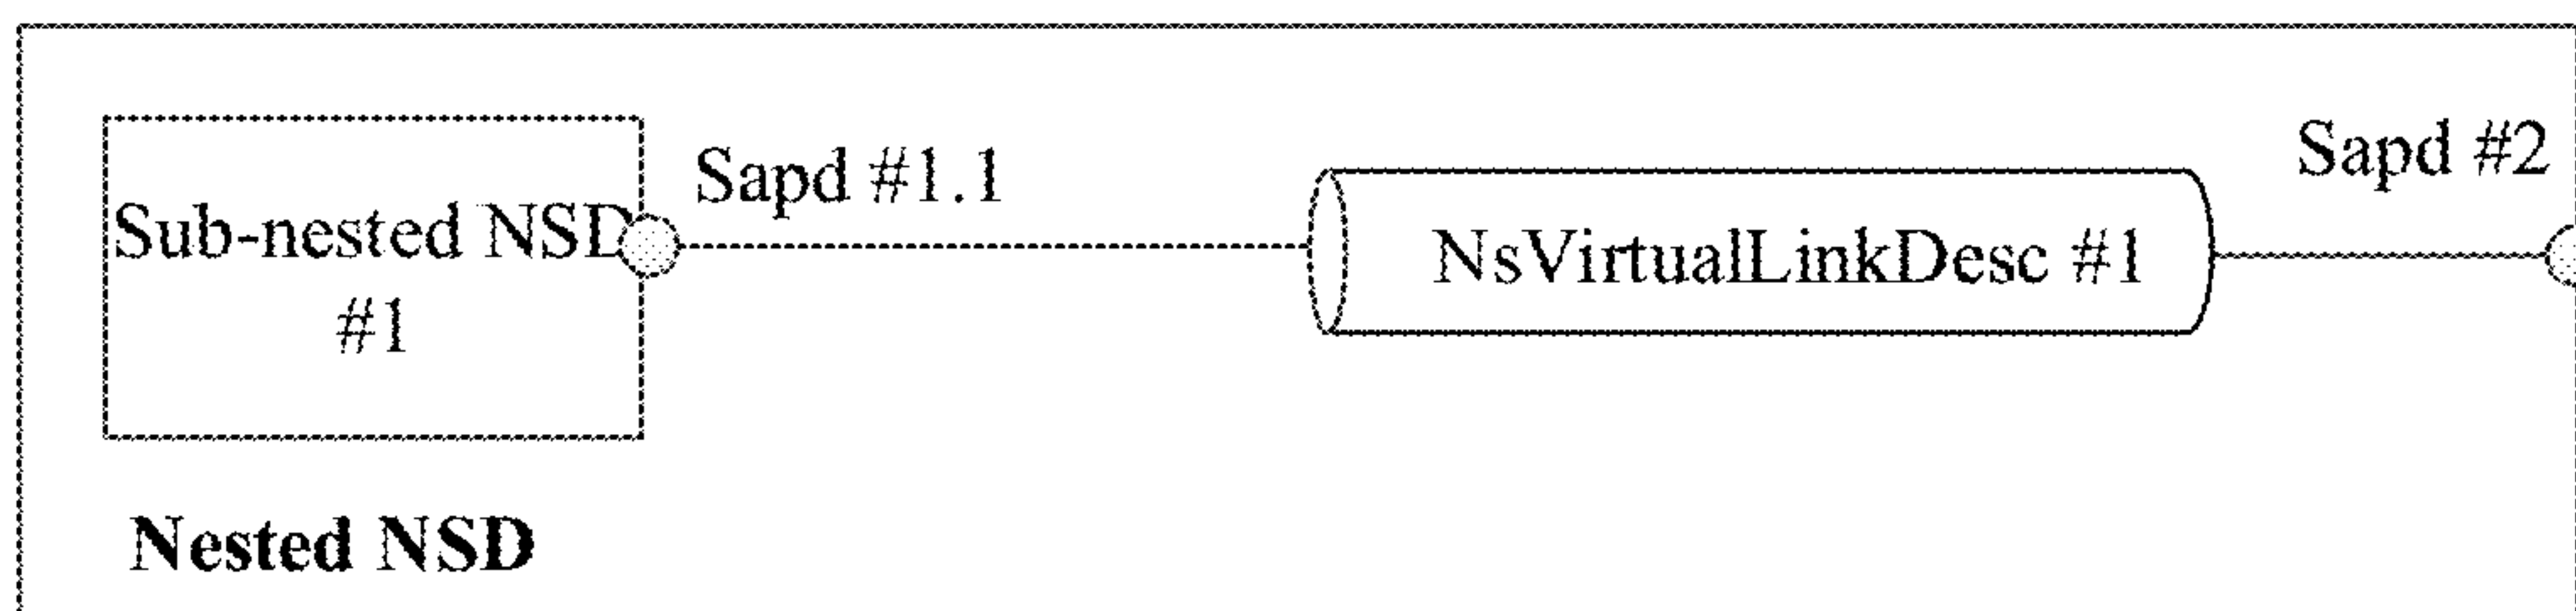 Sapd #1.1
Sapd #2
Sub-nested NSD
#1
NsVirtualLinkDesc #1
Nested NSD